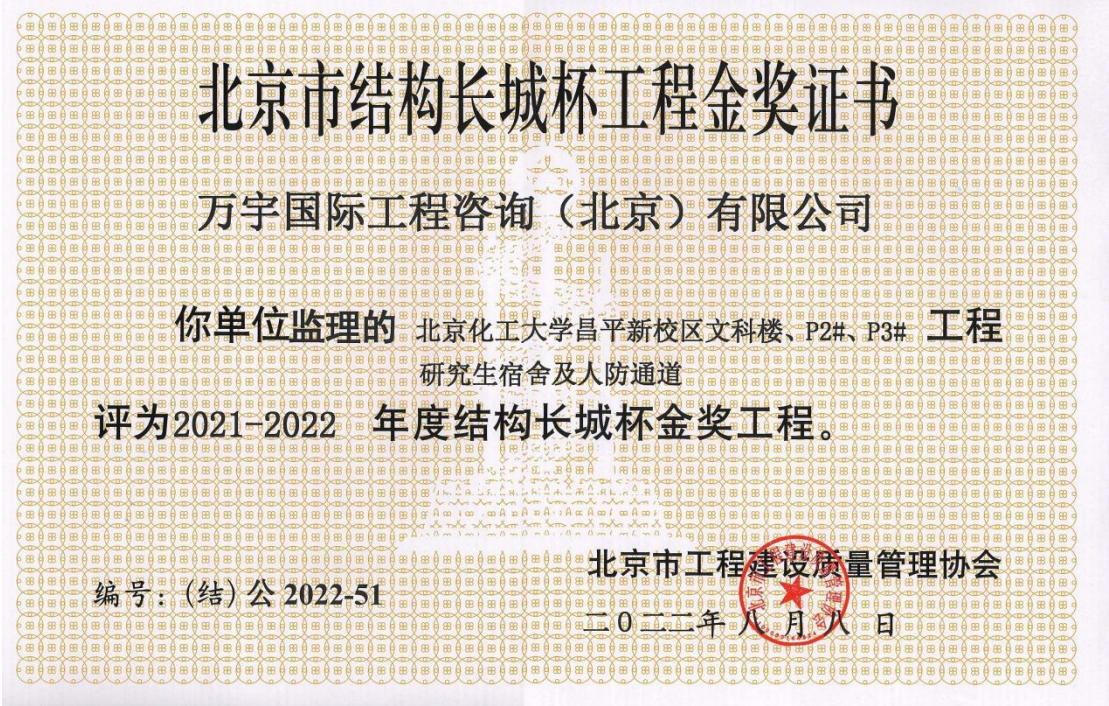 北京市结构长城杯工程金奖证书
万宇国际工程咨询（北京）有限公司
你单位监理的 北京化工大学昌平新校区文科楼、P2#、P3# 工程
研究生宿舍及人防通道
评为2021-2022 年度结构长城杯金奖工程。
北京市工程建设质量管理协会
编号：（结）公 2022-51
二0二二年 八 月 八 日